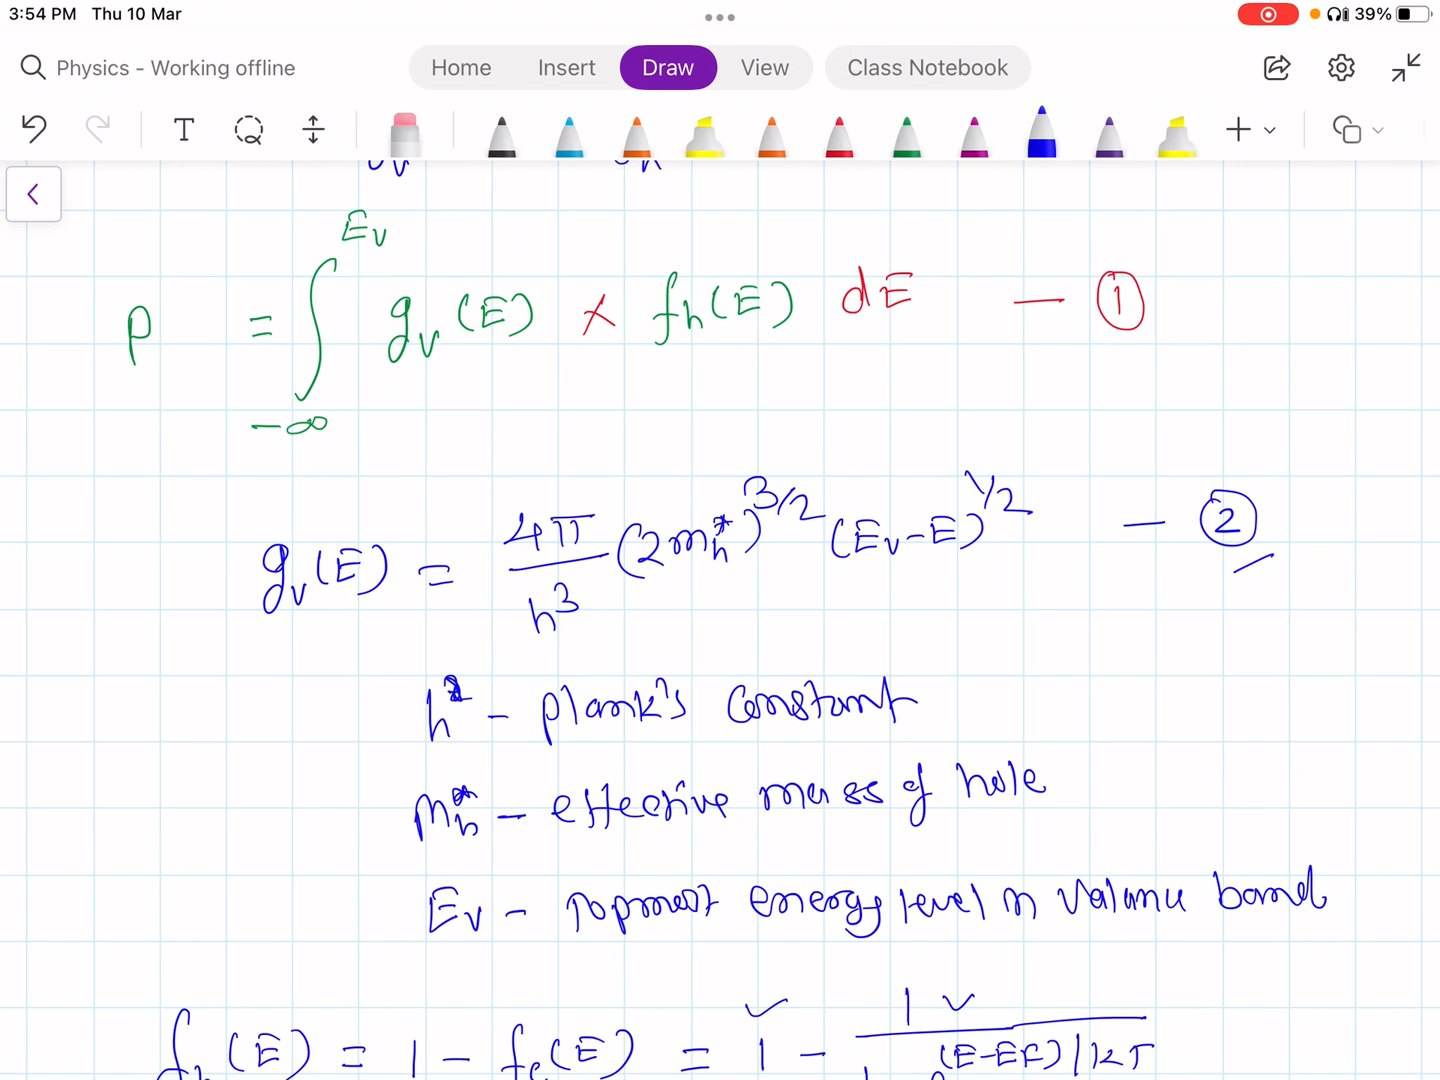 3:54 PM Thu 10 Mar
39%
Physics - Working offline
Home Insert Draw View Class Notebook
T
Ev
p = ∫ gv(E) × fh(E) dE — ①
-∞
gv(E) = 4π/h³ (2mh*)^3/2 (Ev-E)^1/2 — ②
h - plank's constant
mh* - effective mass of hole
Ev - Topmost energy level in valance band
fh(E) = 1 - fe(E) = 1 - 1
(E-EF)/KT